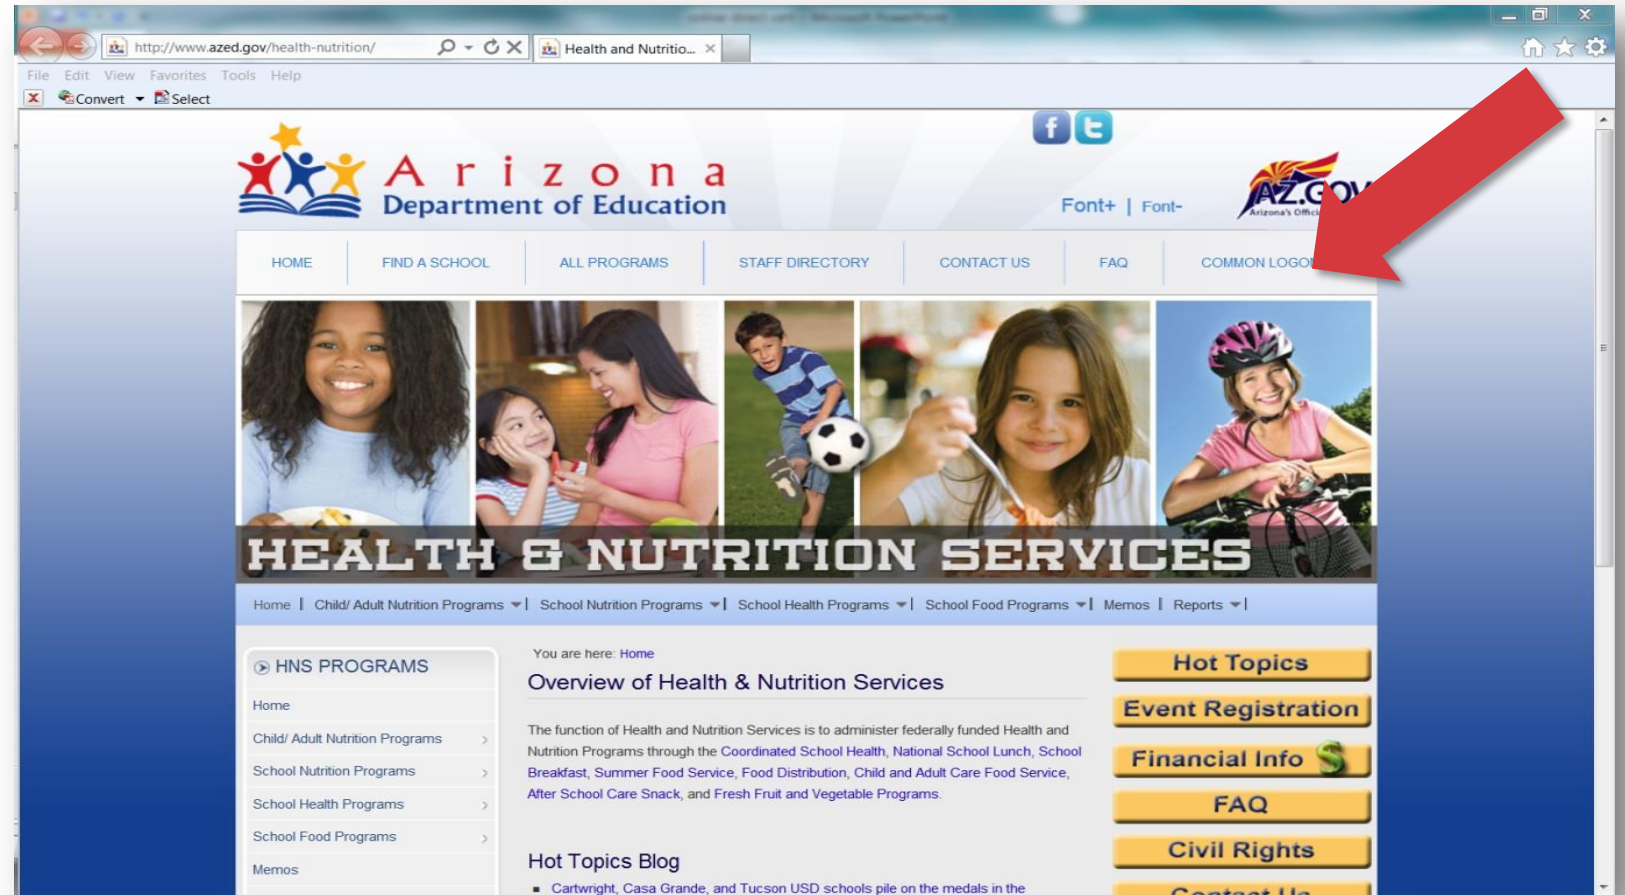 http://www.azed.gov/health-nutrition/
Health and Nutritio...
File Edit View Favorites Tools Help
Convert Select
f t
Arizona
Department of Education
Font+ | Font-
AZ.GOV
Arizona's
HOME FIND A SCHOOL ALL PROGRAMS STAFF DIRECTORY CONTACT US FAQ COMMON LOGON
HEALTH & NUTRITION SERVICES
Home | Child/ Adult Nutrition Programs | School Nutrition Programs | School Health Programs | School Food Programs | Memos | Reports |
HNS PROGRAMS
Home
Child/ Adult Nutrition Programs
School Nutrition Programs
School Health Programs
School Food Programs
Memos
You are here: Home
Overview of Health & Nutrition Services
The function of Health and Nutrition Services is to administer federally funded Health and
Nutrition Programs through the Coordinated School Health, National School Lunch, School
Breakfast, Summer Food Service, Food Distribution, Child and Adult Care Food Service,
After School Care Snack, and Fresh Fruit and Vegetable Programs.
Hot Topics Blog
Cartwright, Casa Grande, and Tucson USD schools pile on the medals in the
Hot Topics
Event Registration
Financial Info $
FAQ
Civil Rights
Contact Us